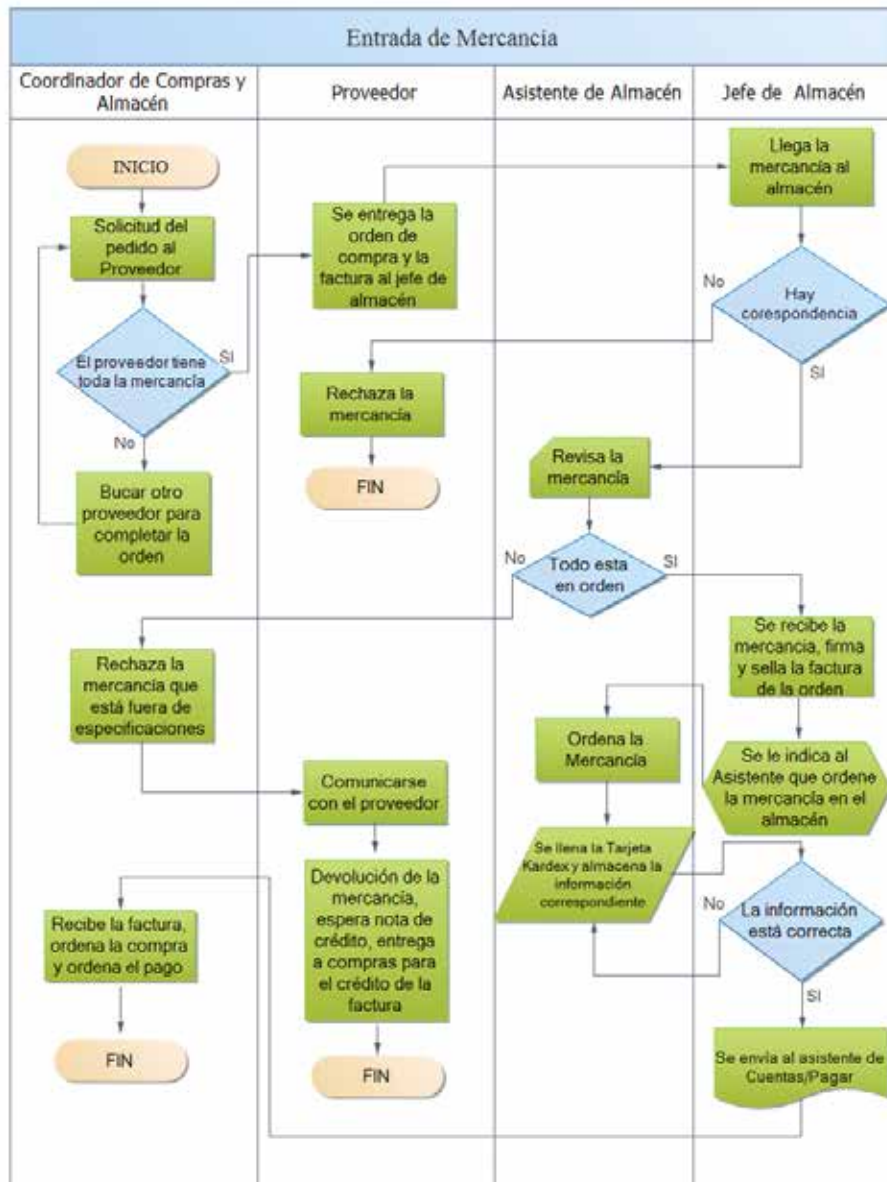 Entrada de Mercancia
Coordinador de Compras y
Almacén
Proveedor
Asistente de Almacén
Jefe de Almacén
INICIO
Solicitud del
pedido al
Proveedor
El proveedor tiene
toda la mercancía
SI
No
Bucar otro
proveedor para
completar la
orden
Se entrega la
orden de
compra y la
factura al jefe de
almacén
Llega la
mercancía al
almacén
Hay
corespondencia
No
SI
Rechaza la
mercancía
FIN
Revisa la
mercancía
Todo esta
en orden
No
SI
Rechaza la
mercancía que
está fuera de
especificaciones
Se recibe la
mercancia, firma
y sella la factura
de la orden
Ordena la
Mercancía
Se le indica al
Asistente que ordene
la mercancía en el
almacén
Comunicarse
con el proveedor
Se llena la Tarjeta
Kardex y almacena la
información
correspondiente
Devolución de la
mercancía,
espera nota de
crédito, entrega
a compras para
el crédito de la
factura
La información
está correcta
No
SI
Recibe la factura,
ordena la compra
y ordena el pago
FIN
FIN
Se envía al asistente de
Cuentas/Pagar